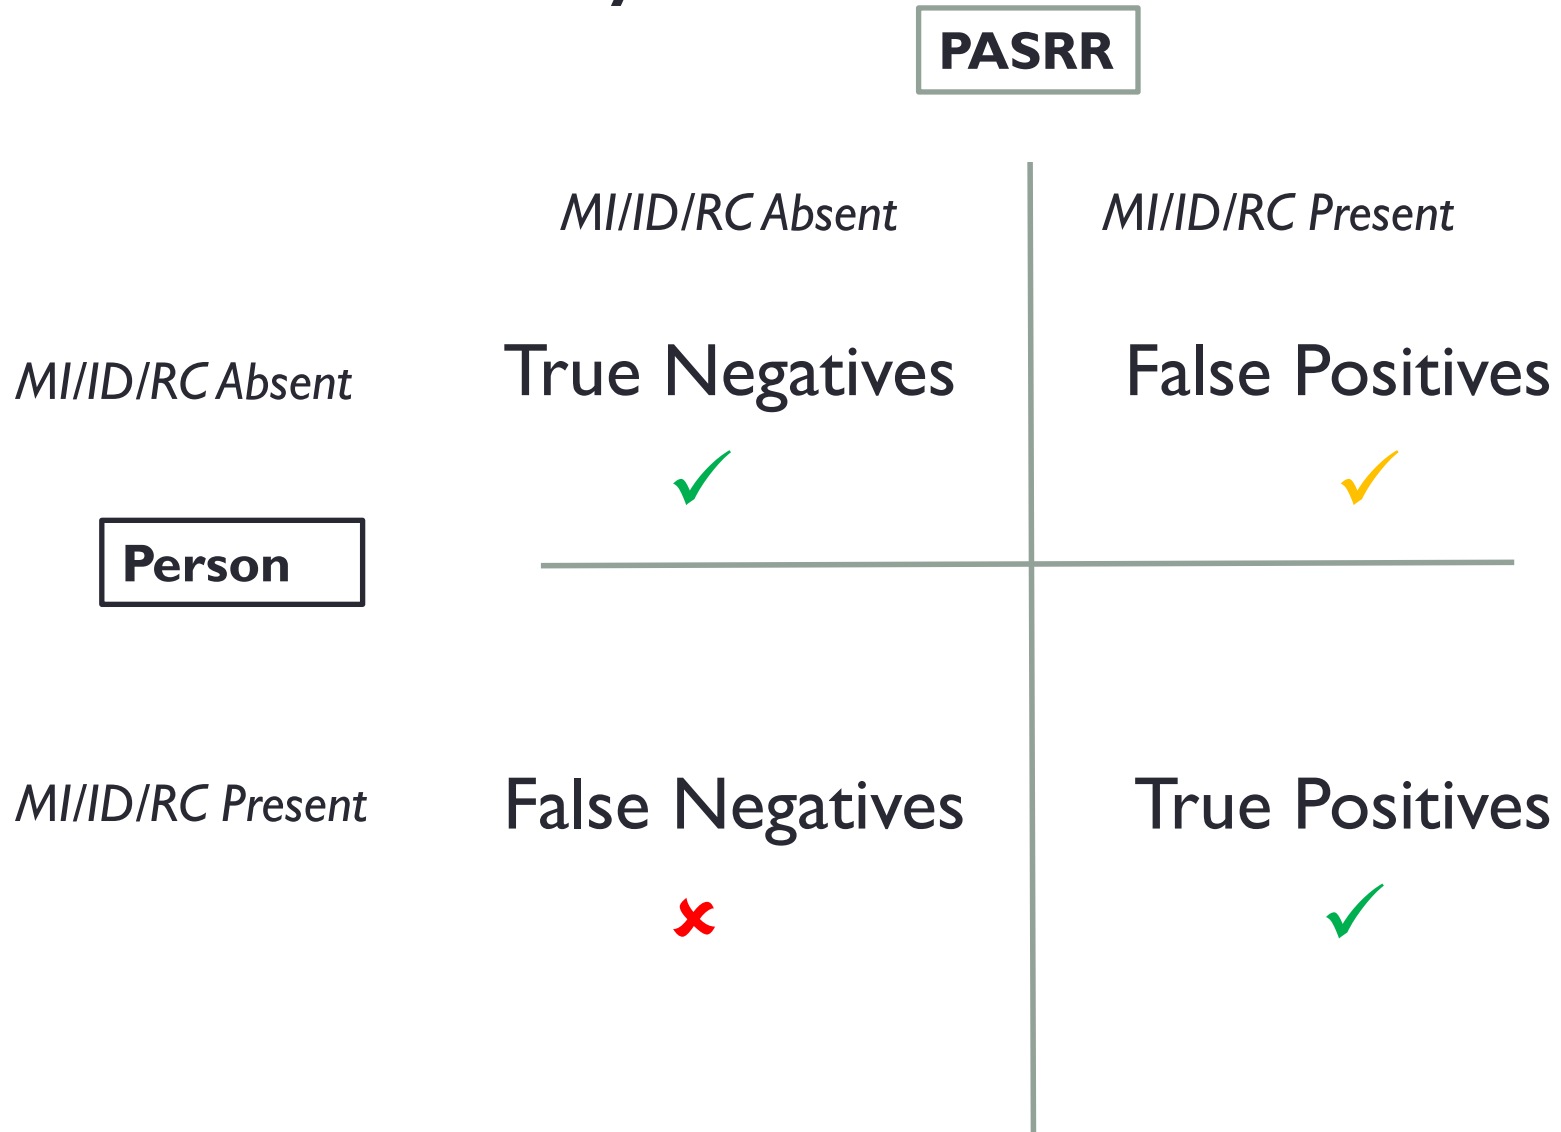 PASRR
MI/ID/RC Absent MI/ID/RC Present
MI/ID/RC Absent True Negatives False Positives
Person
MI/ID/RC Present False Negatives True Positives